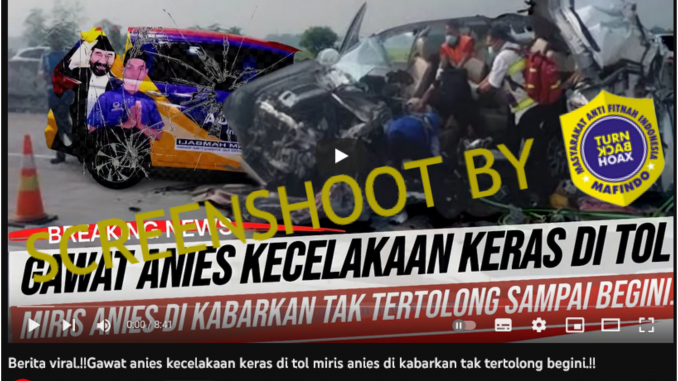 MASYARAKAT ANTI FITNAH INDONESIA
TURN
BACK
HOAX
MAFINDO
SCREENSHOOT BY
BREAKING NEWS
GAWAT ANIES KECELAKAAN KERAS DI TOL
MIRIS ANIES DI KABARKAN TAK TERTOLONG SAMPAI BEGINI.
0:00 / 8:41
Berita viral.!!Gawat anies kecelakaan keras di tol miris anies di kabarkan tak tertolong begini.!!